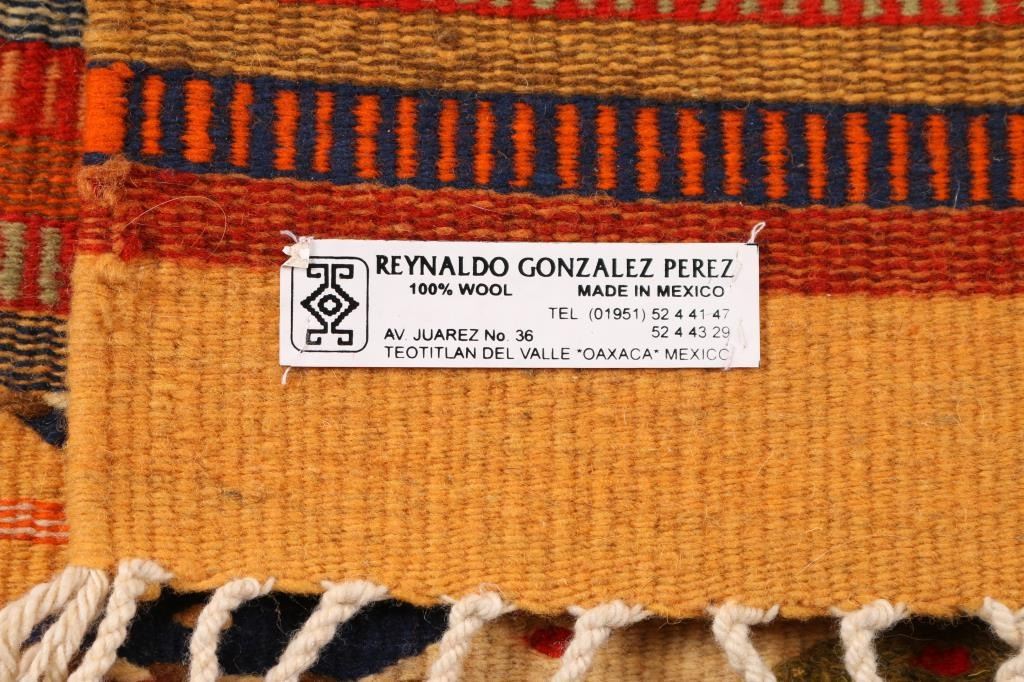 REYNALDO GONZALEZ PEREZ
100% WOOL MADE IN MEXICO
TEL (01951) 52 4 41 47
52 4 43 29
AV. JUAREZ No. 36
TEOTITLAN DEL VALLE *OAXACA* MEXICO